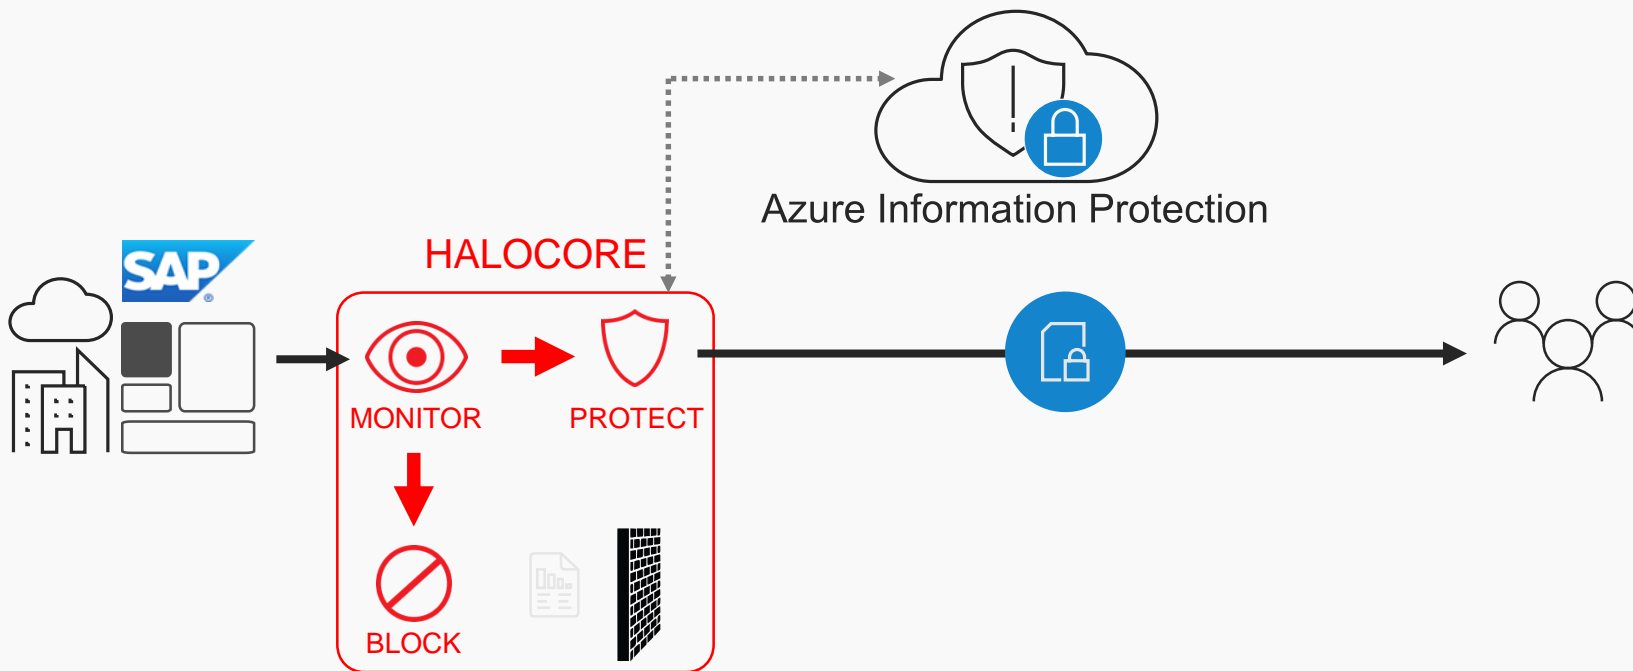 Azure Information Protection
HALOCORE
SAP®
MONITOR
PROTECT
BLOCK